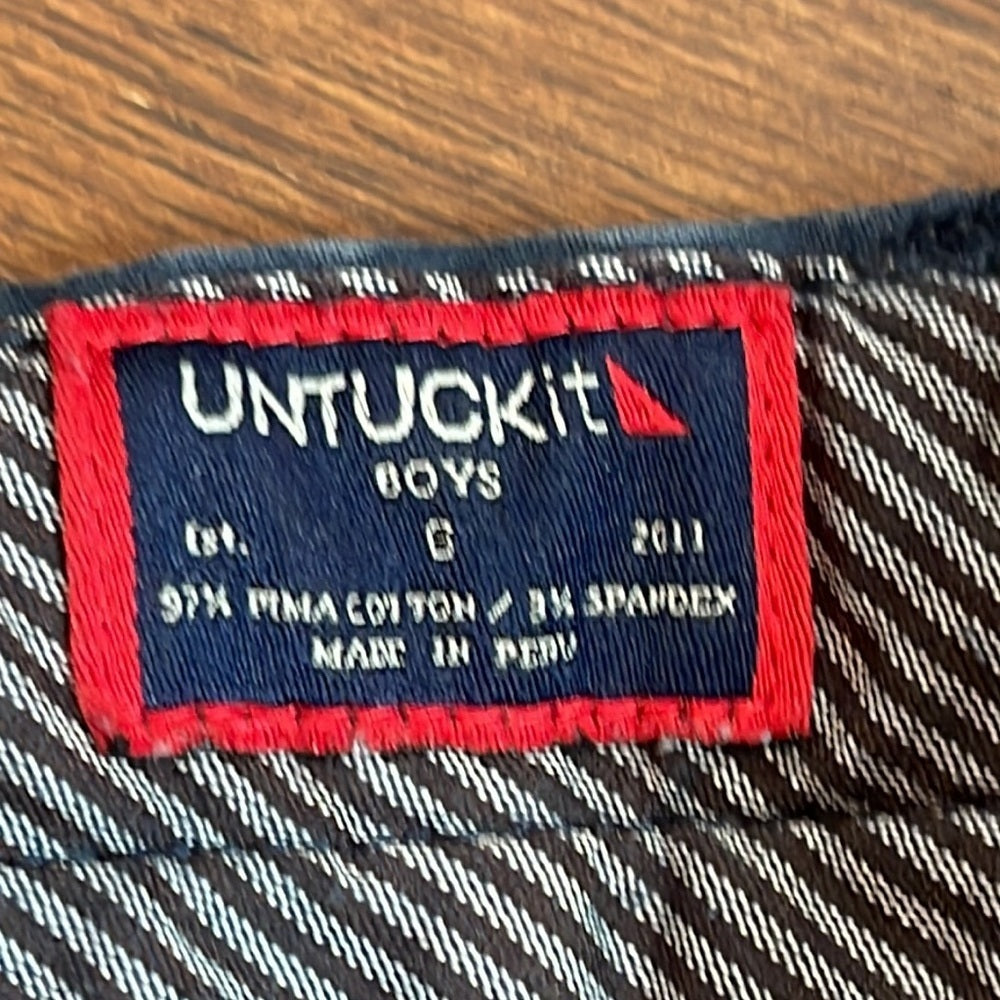 UNTUCKit
BOYS
Est. 6 2011
97% PIMA COTTON / 3% SPANDEX
MADE IN PERU